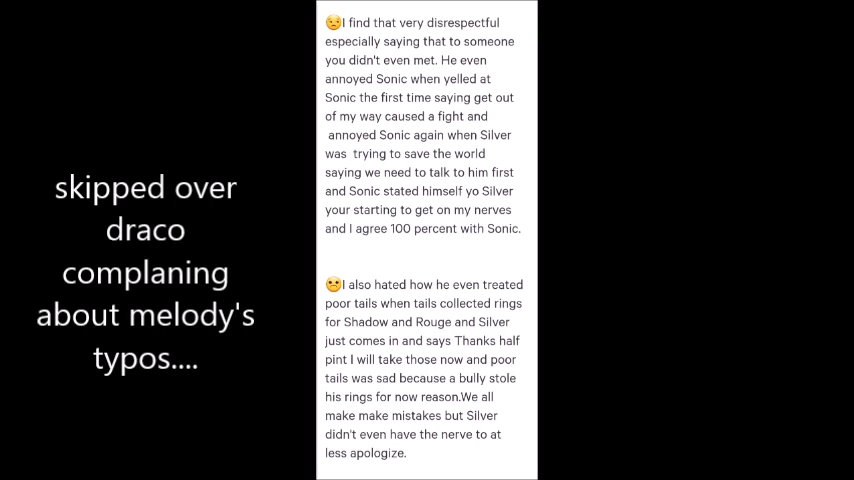 skipped over
draco
complaning
about melody's
typos....
😒I find that very disrespectful
especially saying that to someone
you didn't even met. He even
annoyed Sonic when yelled at
Sonic the first time saying get out
of my way caused a fight and
annoyed Sonic again when Silver
was trying to save the world
saying we need to talk to him first
and Sonic stated himself yo Silver
your starting to get on my nerves
and I agree 100 percent with Sonic.
🙁I also hated how he even treated
poor tails when tails collected rings
for Shadow and Rouge and Silver
just comes in and says Thanks half
pint I will take those now and poor
tails was sad because a bully stole
his rings for now reason.We all
make make mistakes but Silver
didn't even have the nerve to at
less apologize.